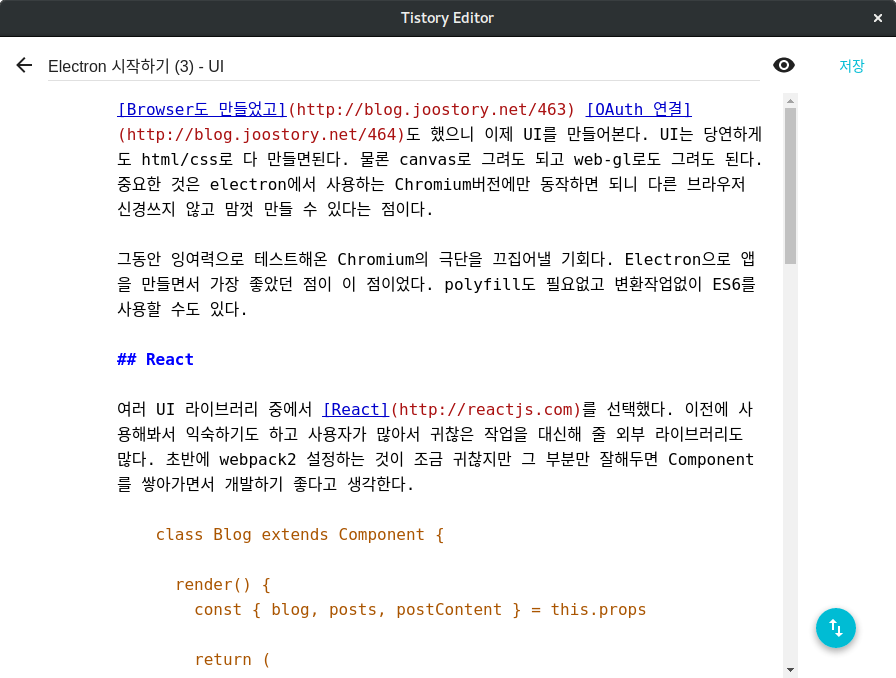 Tistory Editor
Electron 시작하기 (3) - UI
저장
[Browser도 만들었고](http://blog.joostory.net/463) [OAuth 연결]
(http://blog.joostory.net/464)도 했으니 이제 UI를 만들어본다. UI는 당연하게
도 html/css로 다 만들면된다. 물론 canvas로 그려도 되고 web-gl로도 그려도 된다.
중요한 것은 electron에서 사용하는 Chromium버전에만 동작하면 되니 다른 브라우저
신경쓰지 않고 맘껏 만들 수 있다는 점이다.
그동안 잉여력으로 테스트해온 Chromium의 극단을 끄집어낼 기회다. Electron으로 앱
을 만들면서 가장 좋았던 점이 이 점이었다. polyfill도 필요없고 변환작업없이 ES6를
사용할 수도 있다.
## React
여러 UI 라이브러리 중에서 [React](http://reactjs.com)를 선택했다. 이전에 사
용해봐서 익숙하기도 하고 사용자가 많아서 귀찮은 작업을 대신해 줄 외부 라이브러리도
많다. 초반에 webpack2 설정하는 것이 조금 귀찮지만 그 부분만 잘해두면 Component
를 쌓아가면서 개발하기 좋다고 생각한다.
class Blog extends Component {
render() {
const { blog, posts, postContent } = this.props
return (